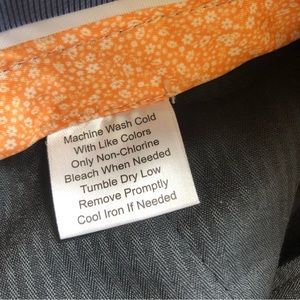 Machine Wash Cold
With Like Colors
Only Non-Chlorine
Bleach When Needed
Tumble Dry Low
Remove Promptly
Cool Iron If Needed